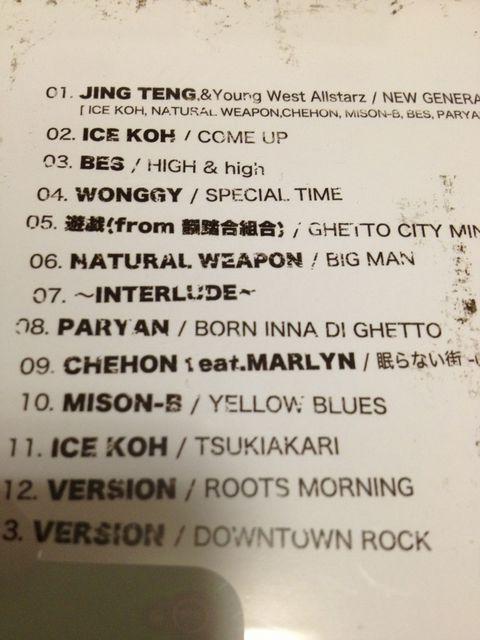 01. JING TENG,&Young West Allstarz / NEW GENERA
[ ICE KOH, NATURAL WEAPON,CHEHON, MISON-B, BES, PARYA
02. ICE KOH / COME UP
03. BES / HIGH & high
04. WONGGY / SPECIAL TIME
05. 遊戯(from 韻踏合組合) / GHETTO CITY MIN
06. NATURAL WEAPON / BIG MAN
07. ~INTERLUDE~
08. PARYAN / BORN INNA DI GHETTO
09. CHEHON feat.MARLYN / 眠らない街 -
10. MISON-B / YELLOW BLUES
11. ICE KOH / TSUKIAKARI
12. VERSION / ROOTS MORNING
3. VERSION / DOWNTOWN ROCK